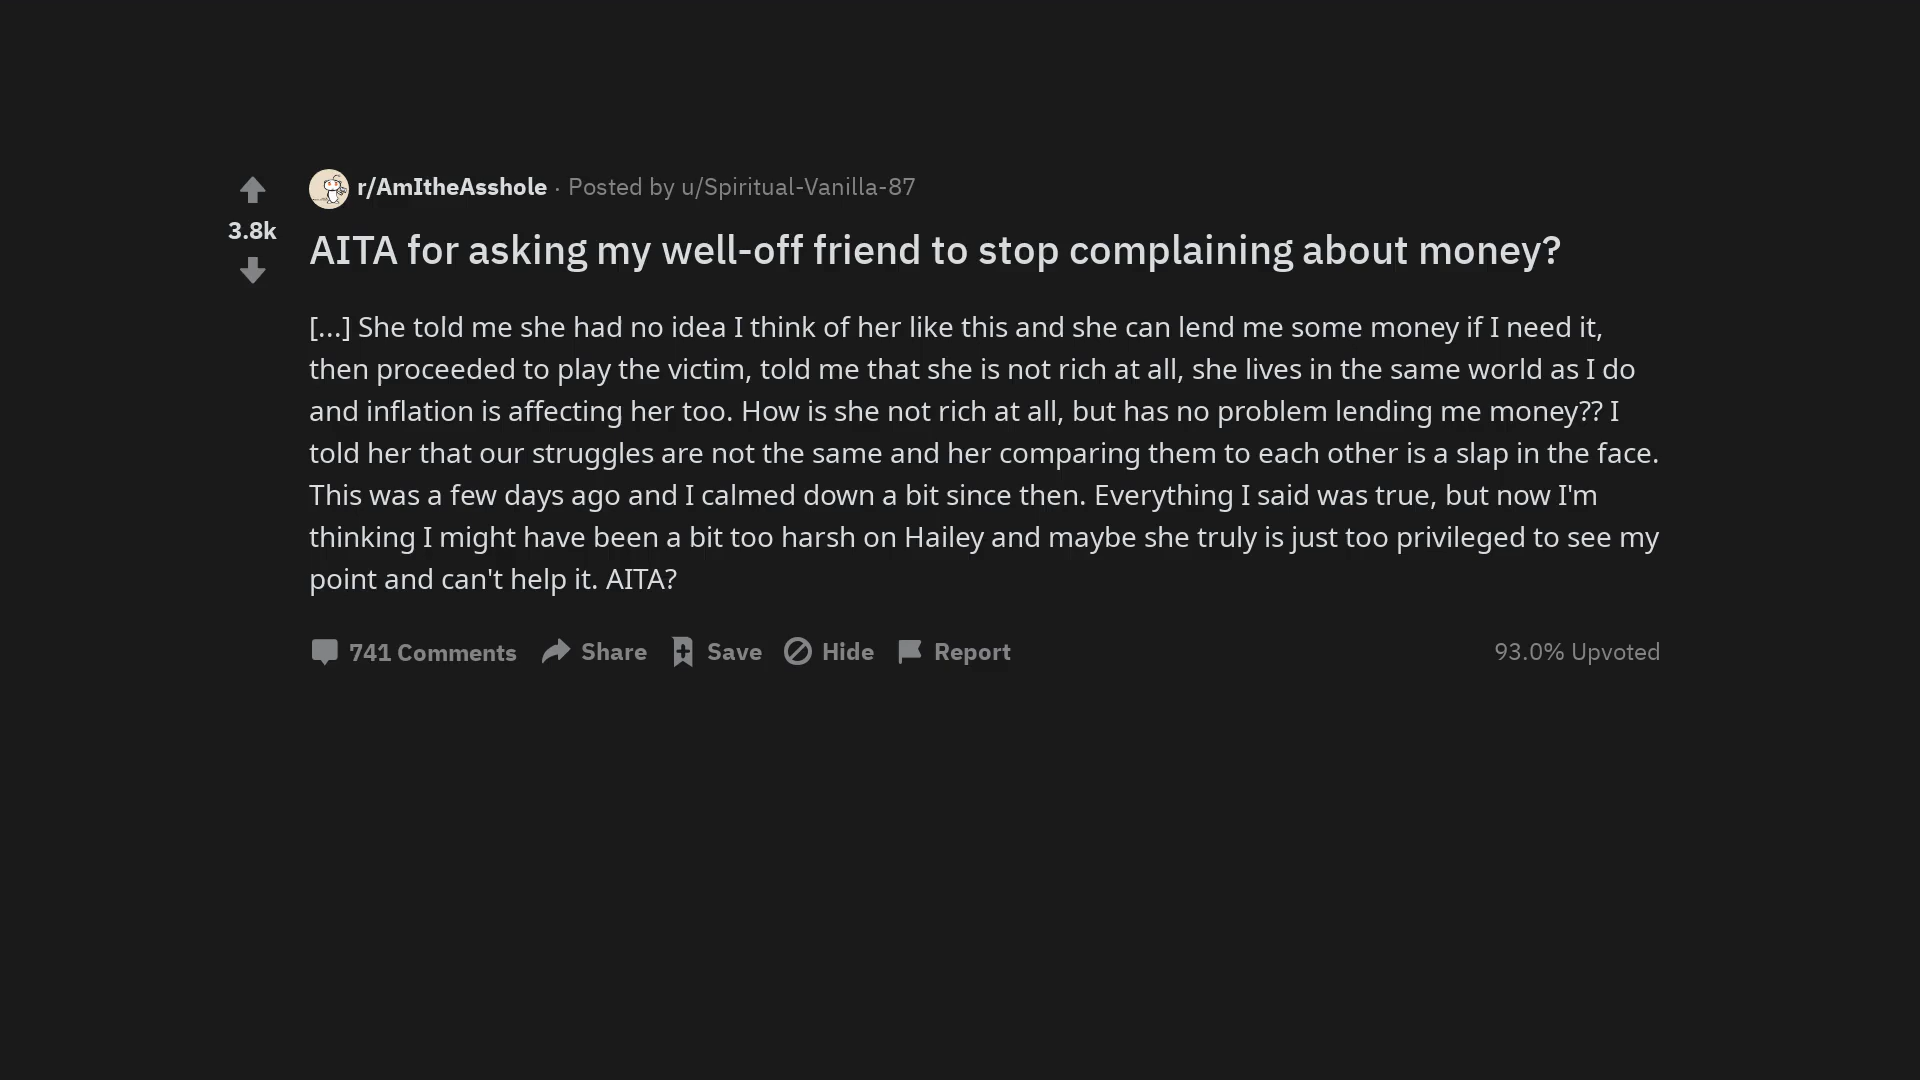 r/AmItheAsshole · Posted by u/Spiritual-Vanilla-87
3.8k
AITA for asking my well-off friend to stop complaining about money?
[...] She told me she had no idea I think of her like this and she can lend me some money if I need it,
then proceeded to play the victim, told me that she is not rich at all, she lives in the same world as I do
and inflation is affecting her too. How is she not rich at all, but has no problem lending me money?? I
told her that our struggles are not the same and her comparing them to each other is a slap in the face.
This was a few days ago and I calmed down a bit since then. Everything I said was true, but now I'm
thinking I might have been a bit too harsh on Hailey and maybe she truly is just too privileged to see my
point and can't help it. AITA?
741 Comments Share Save Hide Report 93.0% Upvoted